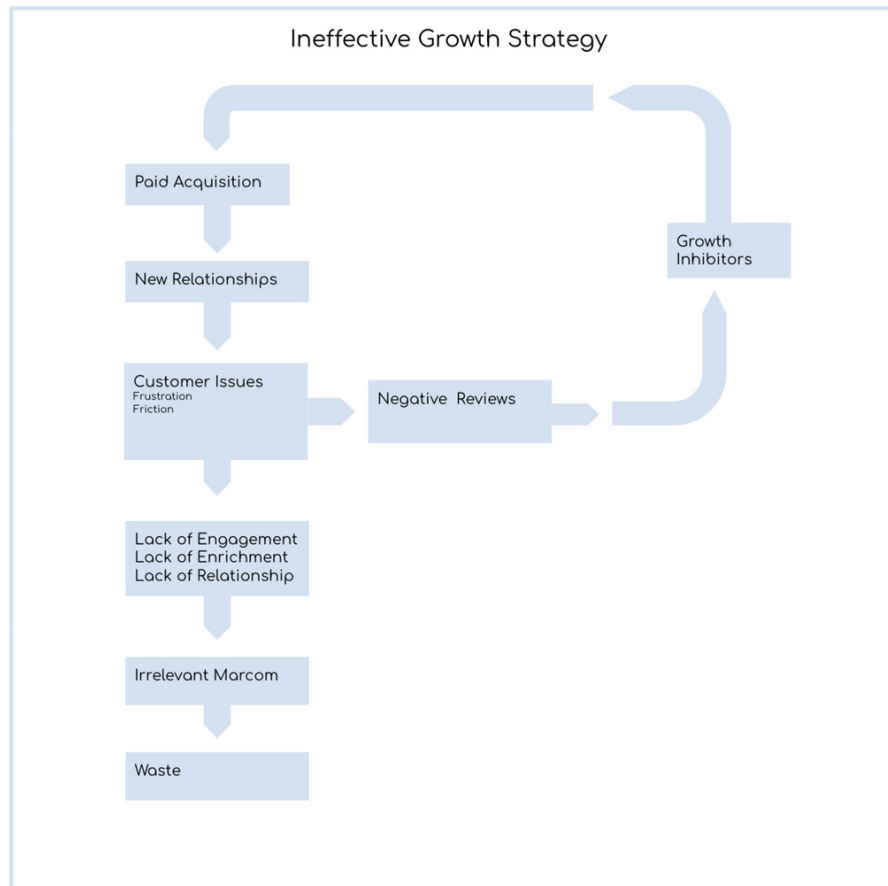 Ineffective Growth Strategy
Paid Acquisition
New Relationships
Customer Issues
Frustration
Friction
Negative Reviews
Growth
Inhibitors
Lack of Engagement
Lack of Enrichment
Lack of Relationship
Irrelevant Marcom
Waste